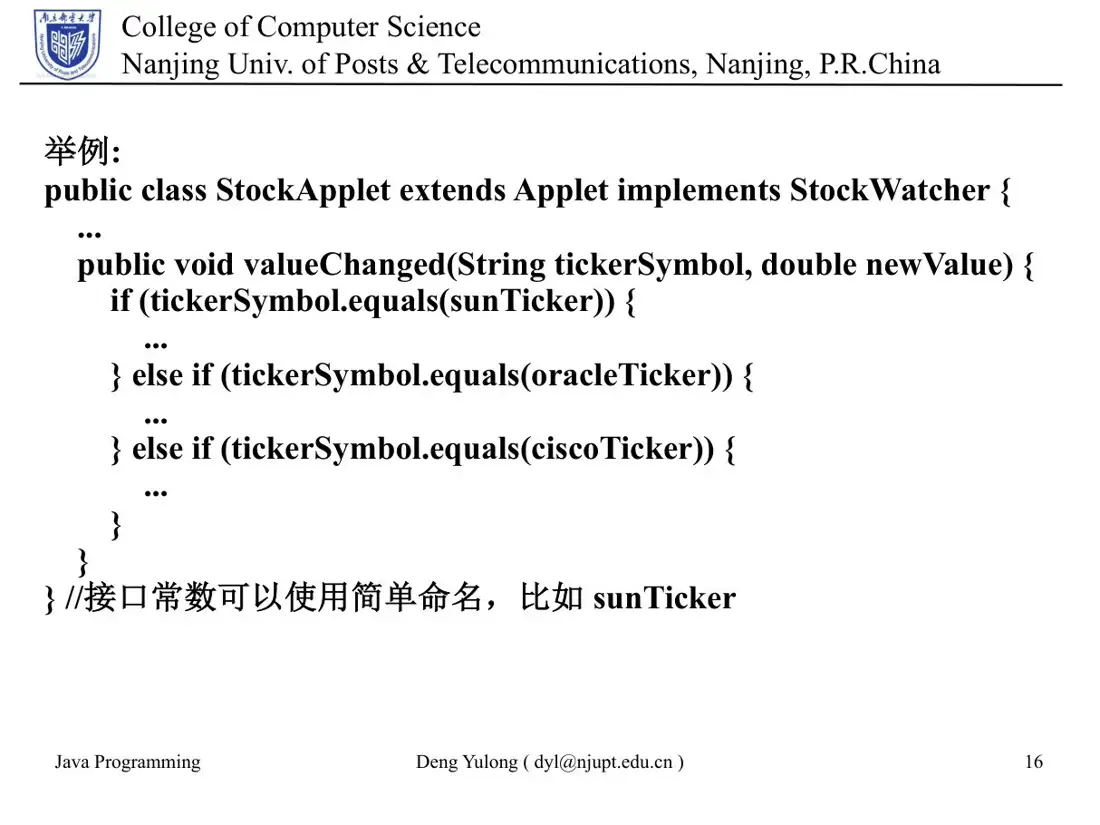 College of Computer Science
Nanjing Univ. of Posts & Telecommunications, Nanjing, P.R.China
举例:
public class StockApplet extends Applet implements StockWatcher {
...
public void valueChanged(String tickerSymbol, double newValue) {
if (tickerSymbol.equals(sunTicker)) {
...
} else if (tickerSymbol.equals(oracleTicker)) {
...
} else if (tickerSymbol.equals(ciscoTicker)) {
...
}
}
} //接口常数可以使用简单命名，比如 sunTicker
Java Programming
Deng Yulong ( dyl@njupt.edu.cn )
16